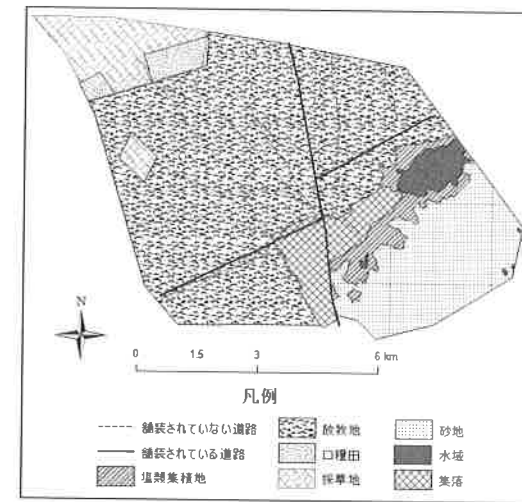 N
0 1.5 3 6 km
凡例
舗装されていない道路
舗装されている道路
塩類集積地
放牧地
口糧田
採草地
砂地
水域
集落